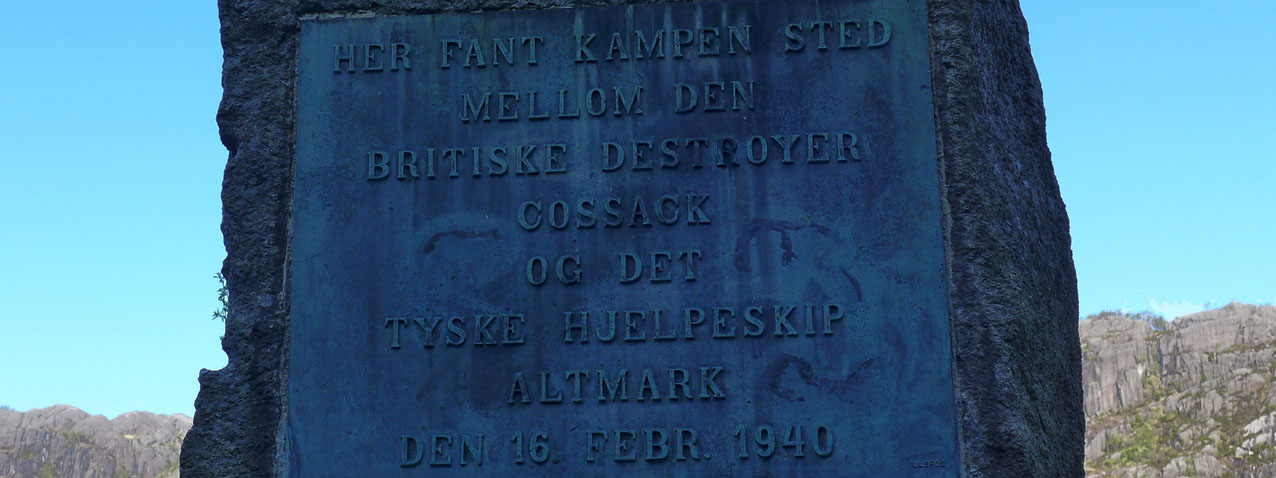 HER FANT KAMPEN STED
MELLOM DEN
BRITISKE DESTROYER
COSSACK
OG DET
TYSKE HJELPESKIP
ALTMARK
DEN 16. FEBR. 1940